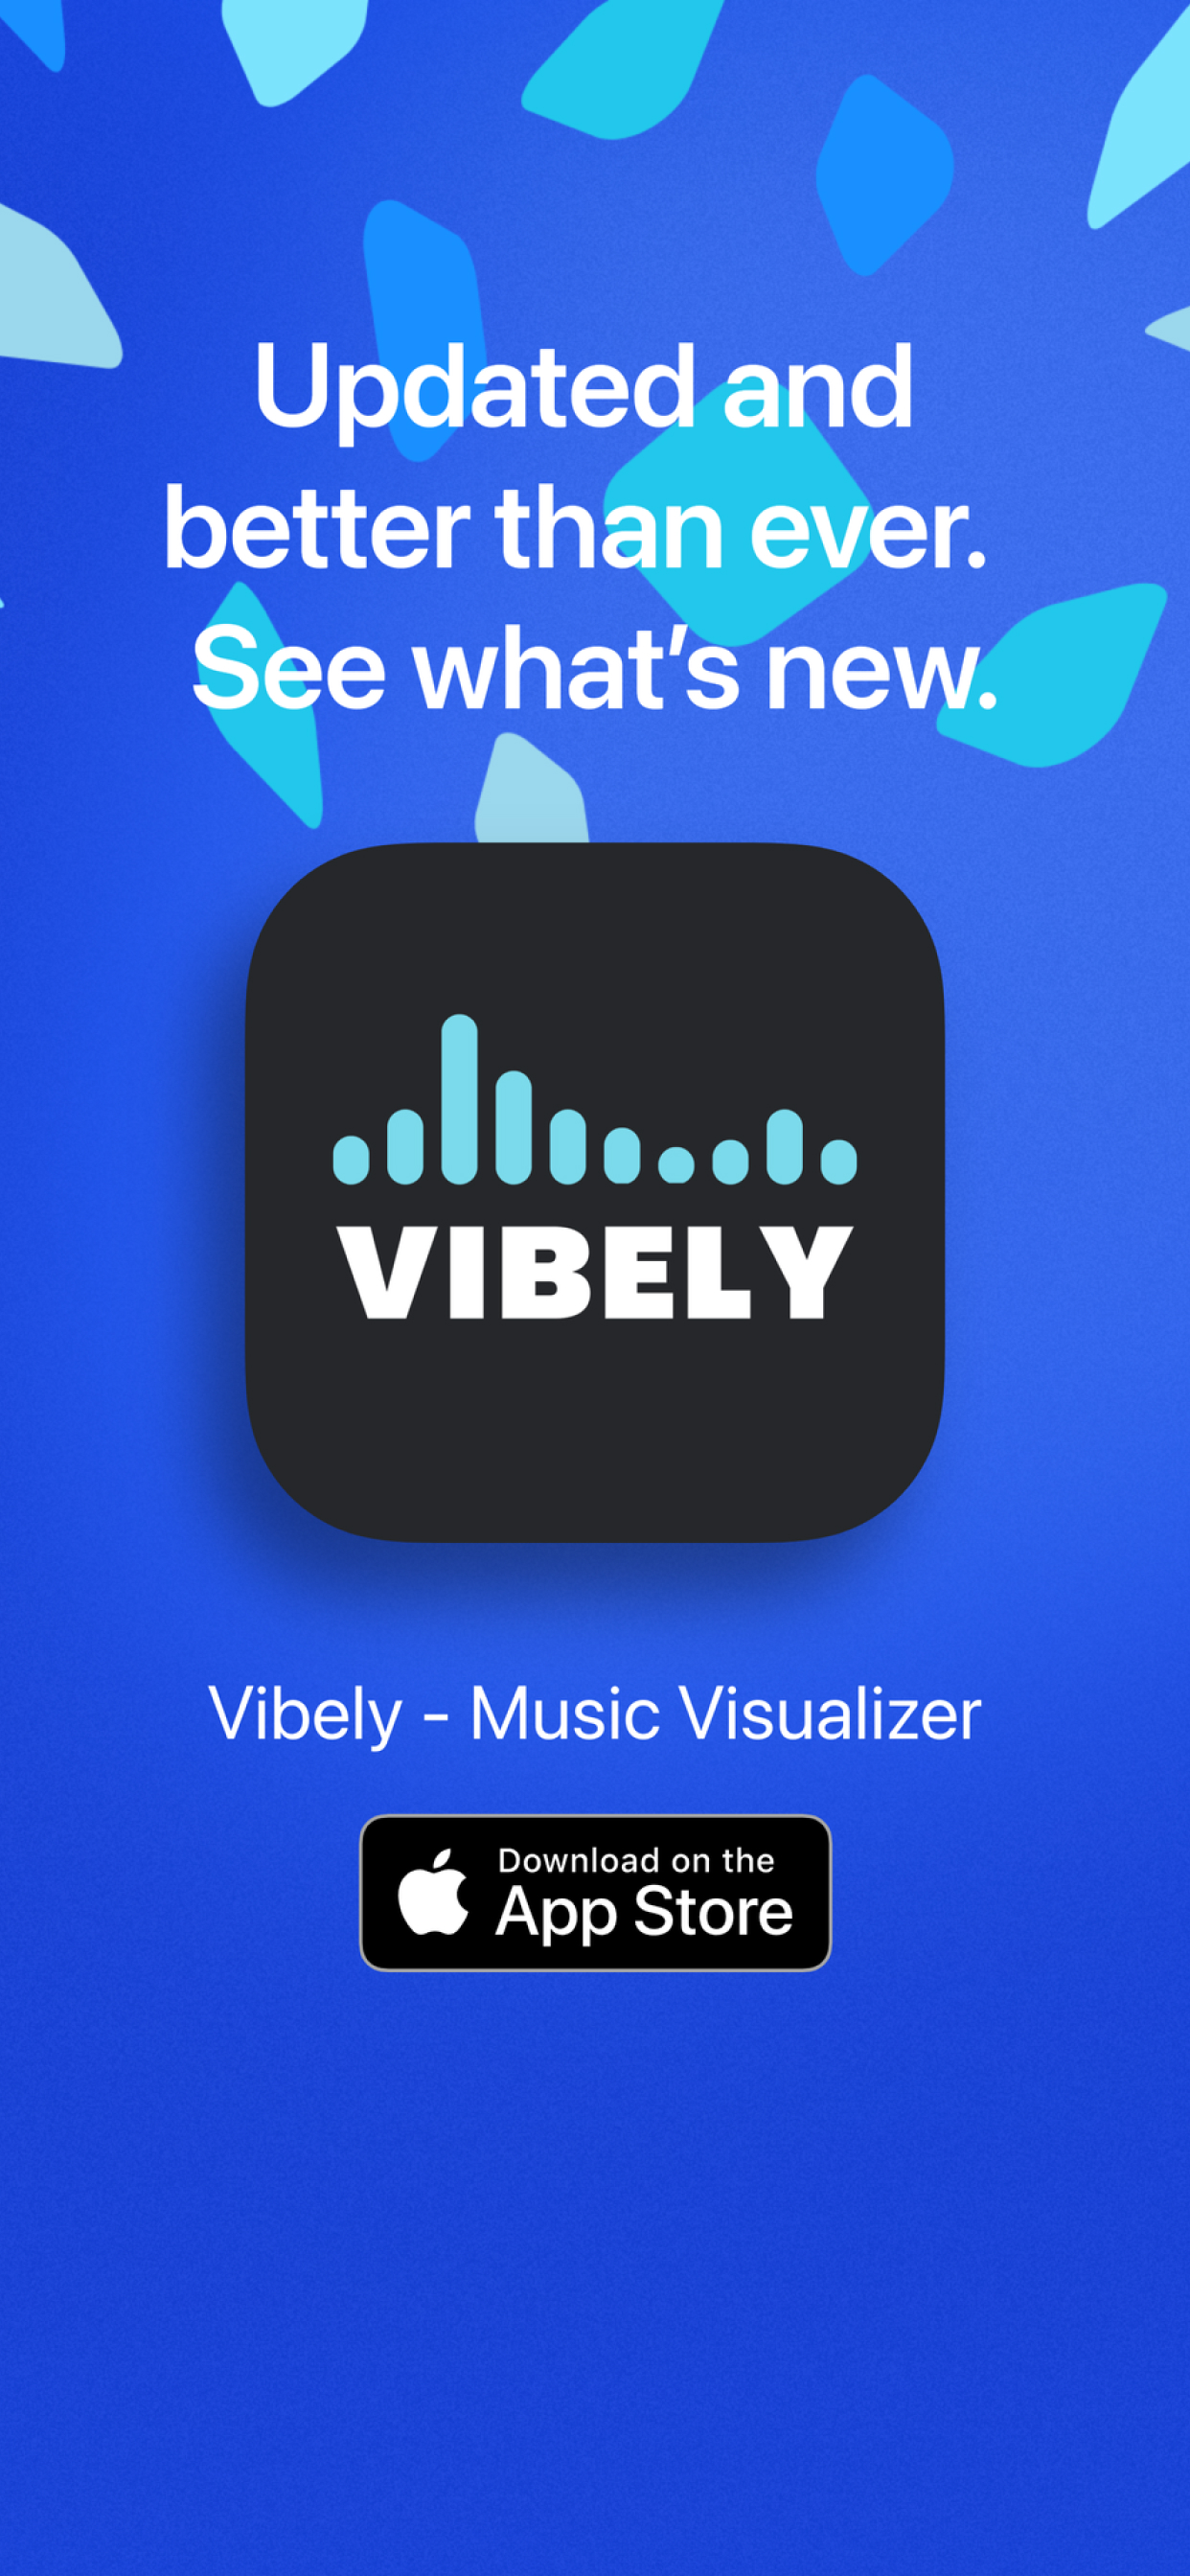 Updated and
better than ever.
See what’s new.
VIBELY
Vibely - Music Visualizer
Download on the
App Store